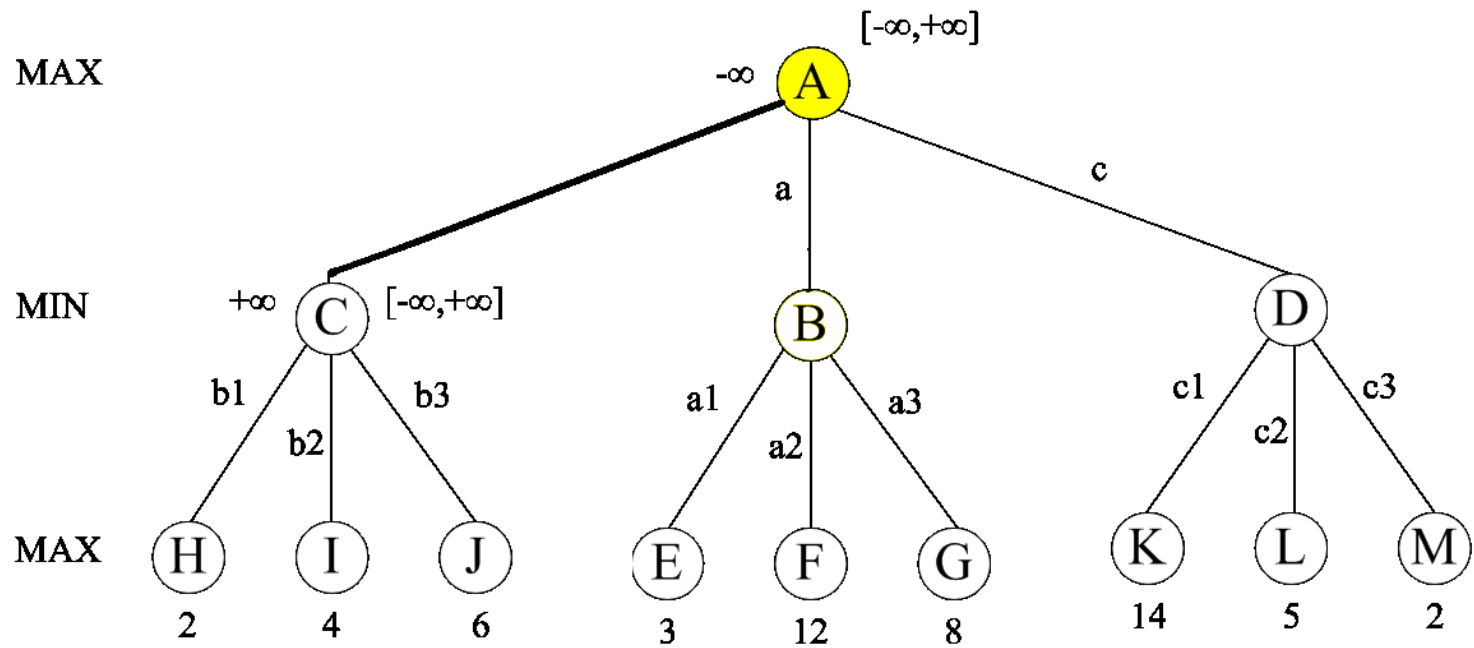 [-∞,+∞]
MAX -∞ A
a c
MIN +∞ C [-∞,+∞] B D
b1 b2 b3 a1 a2 a3 c1 c2 c3
MAX H I J E F G K L M
2 4 6 3 12 8 14 5 2